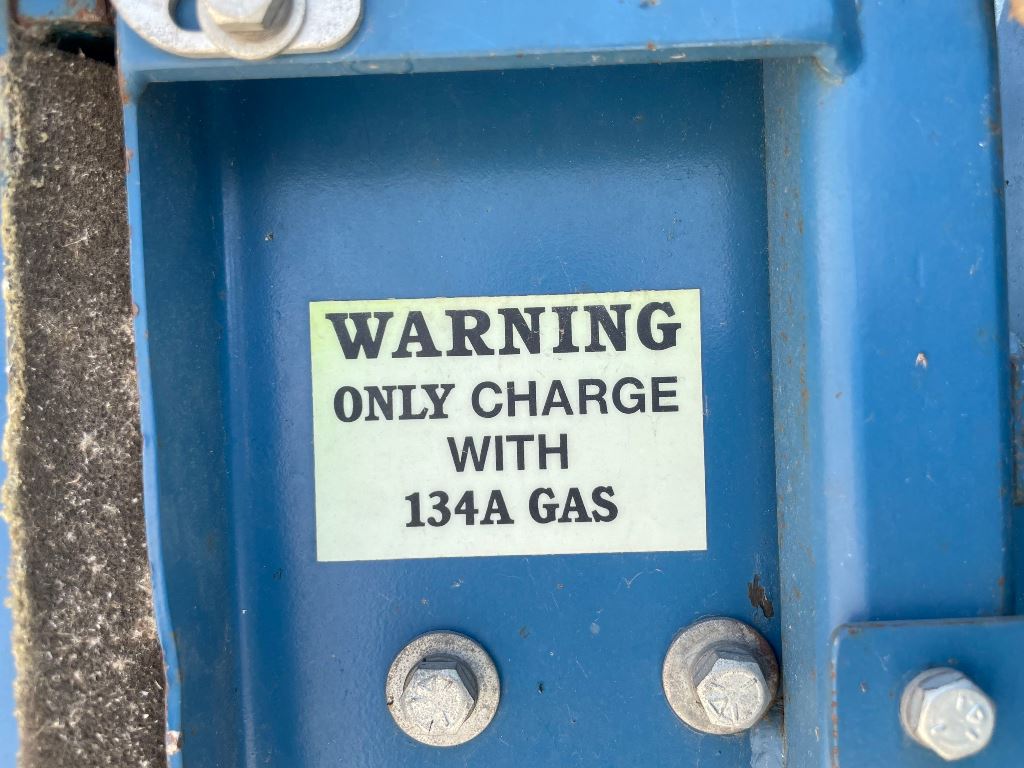 WARNING
ONLY CHARGE
WITH
134A GAS